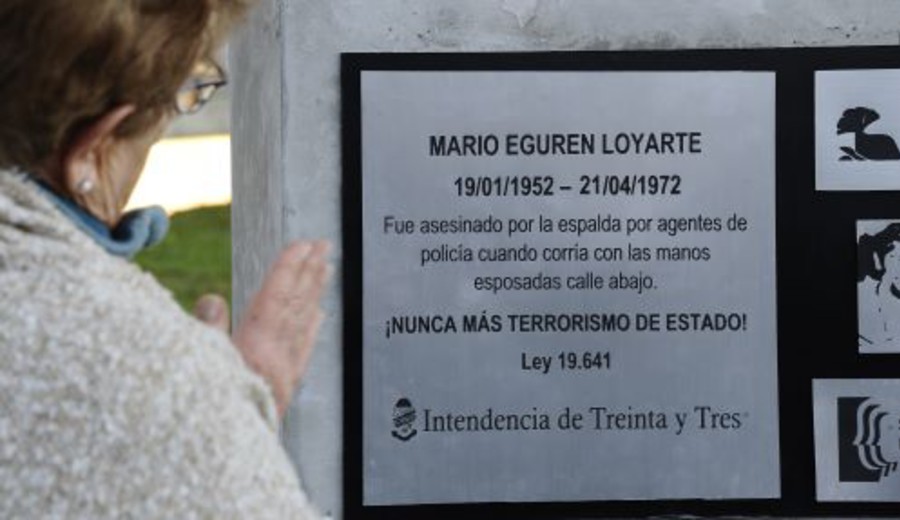 MARIO EGUREN LOYARTE
19/01/1952 – 21/04/1972
Fue asesinado por la espalda por agentes de
policía cuando corría con las manos
esposadas calle abajo.
¡NUNCA MÁS TERRORISMO DE ESTADO!
Ley 19.641
Intendencia de Treinta y Tres